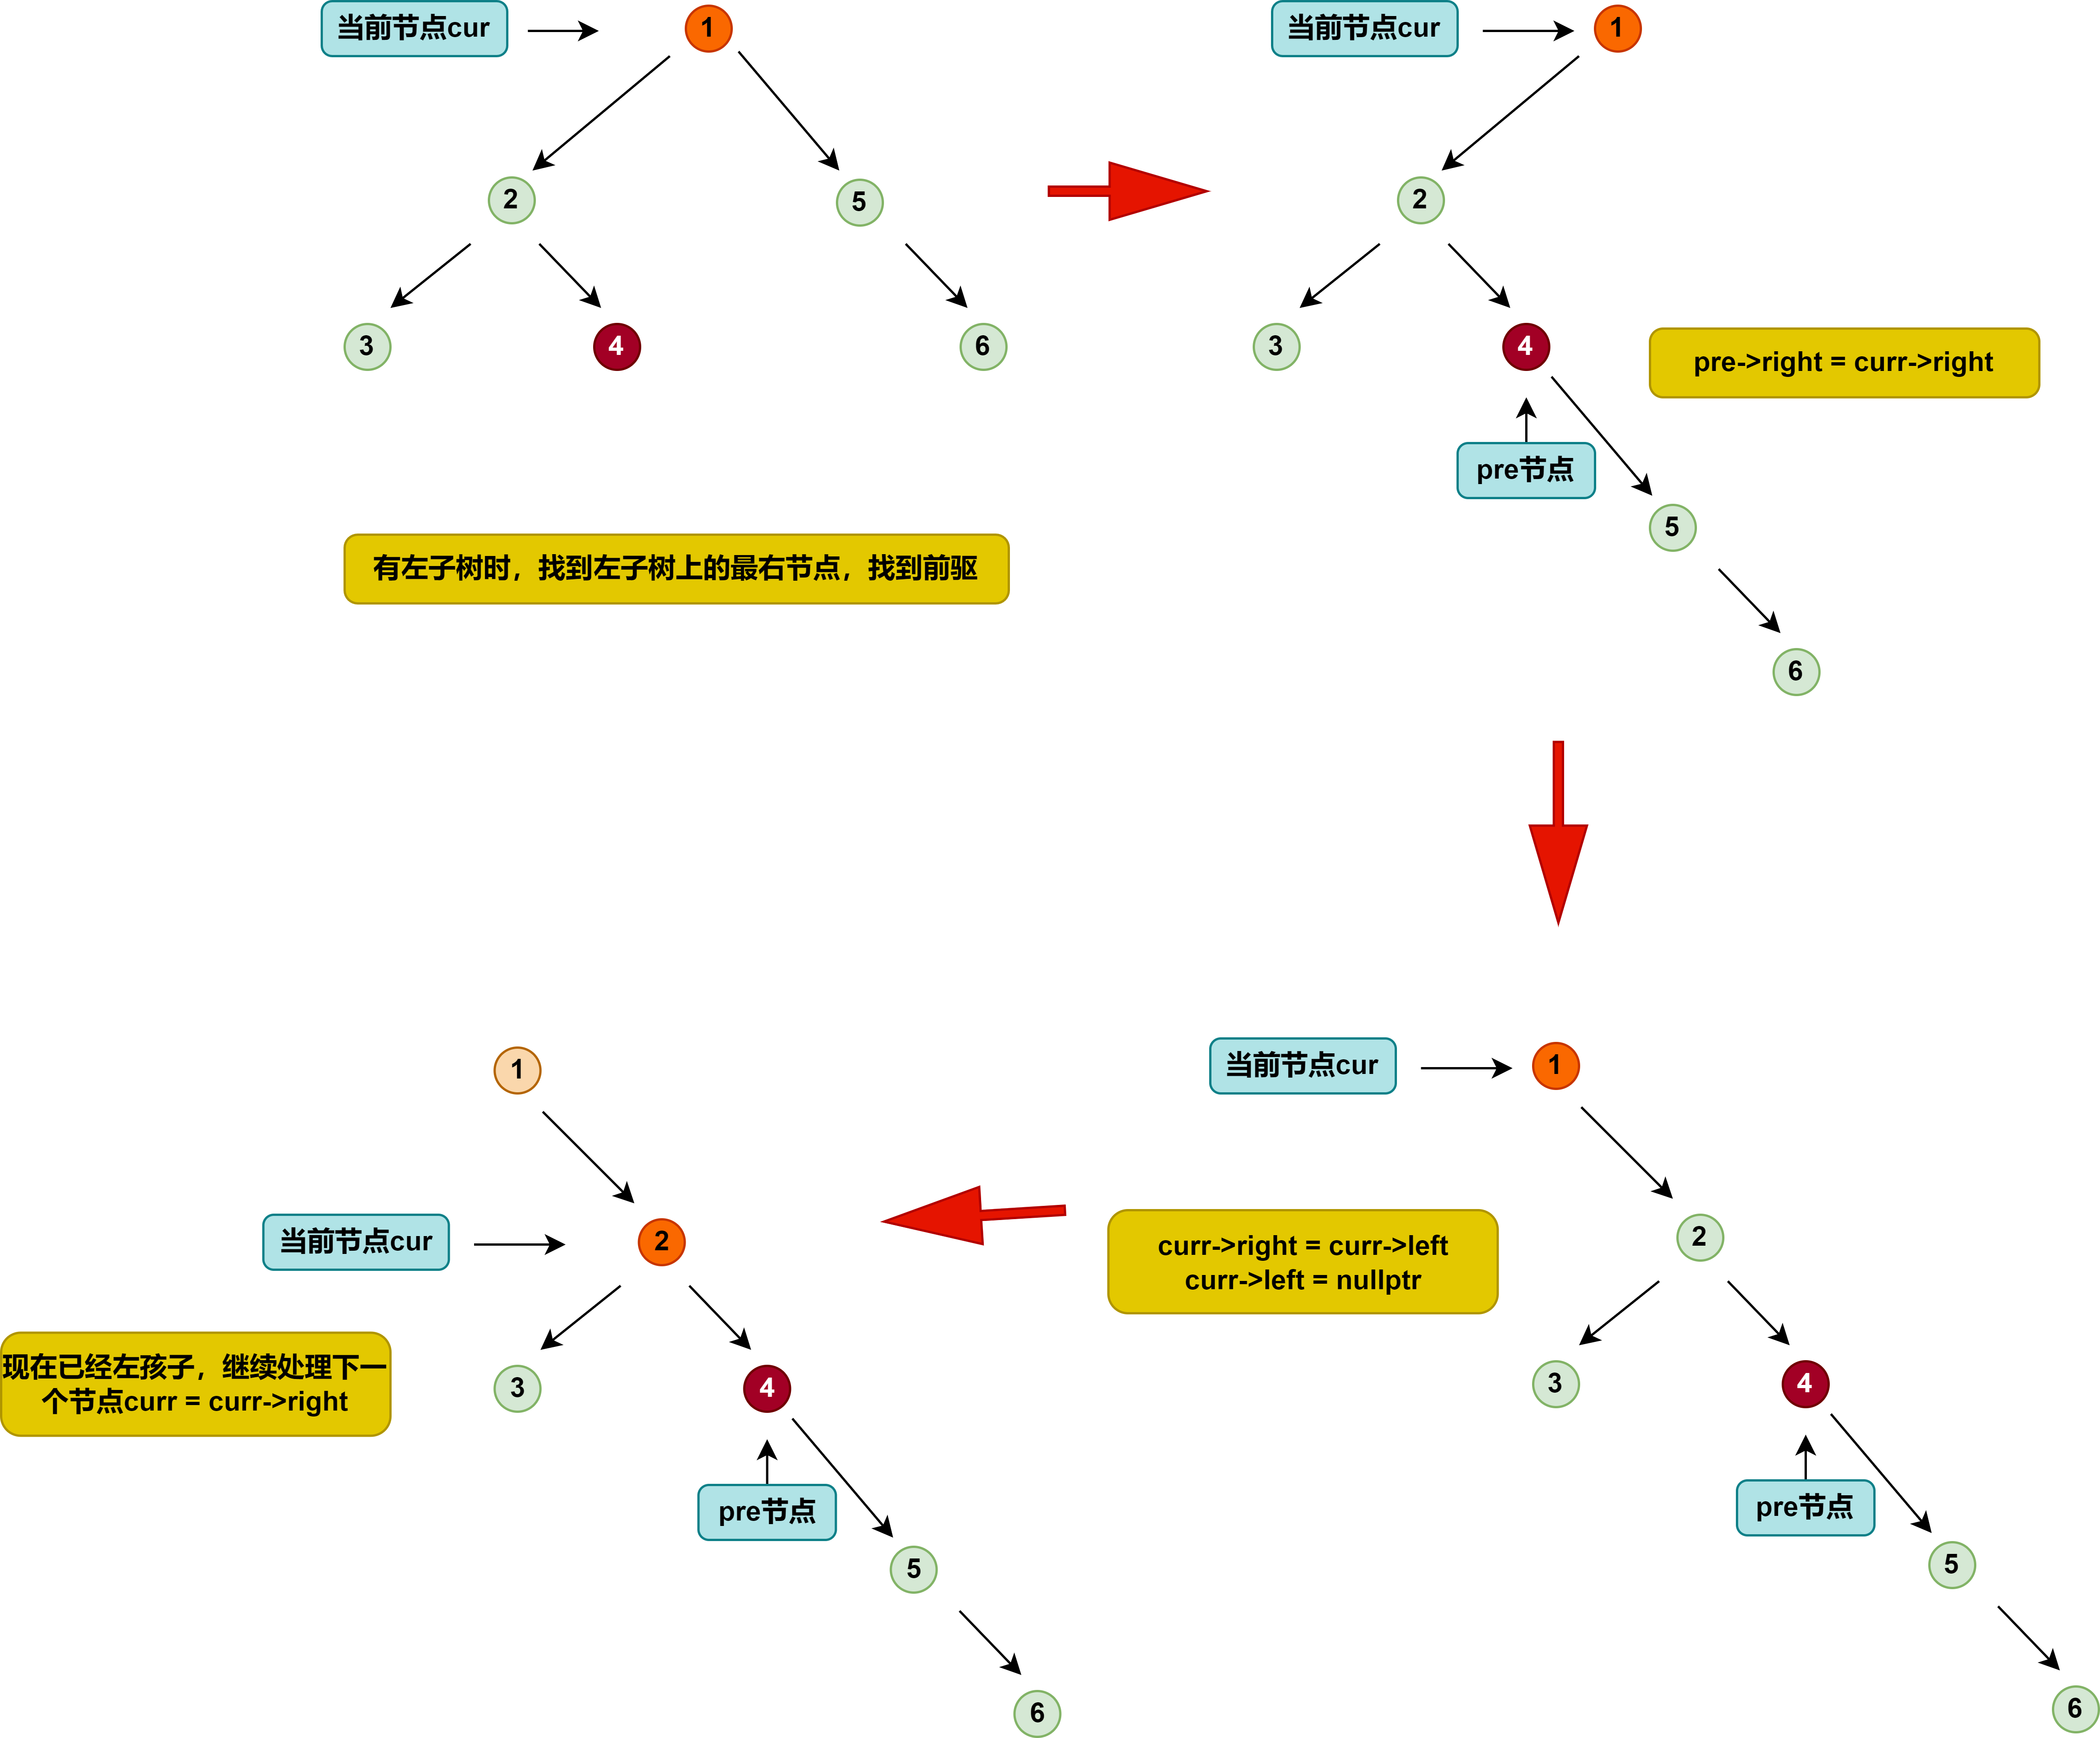 当前节点cur
1
2
5
3
4
6
有左子树时，找到左子树上的最右节点，找到前驱
当前节点cur
1
2
3
4
pre->right = curr->right
pre节点
5
6
当前节点cur
1
2
curr->right = curr->left
curr->left = nullptr
3
4
pre节点
5
6
1
当前节点cur
2
现在已经左孩子，继续处理下一
个节点curr = curr->right
3
4
pre节点
5
6